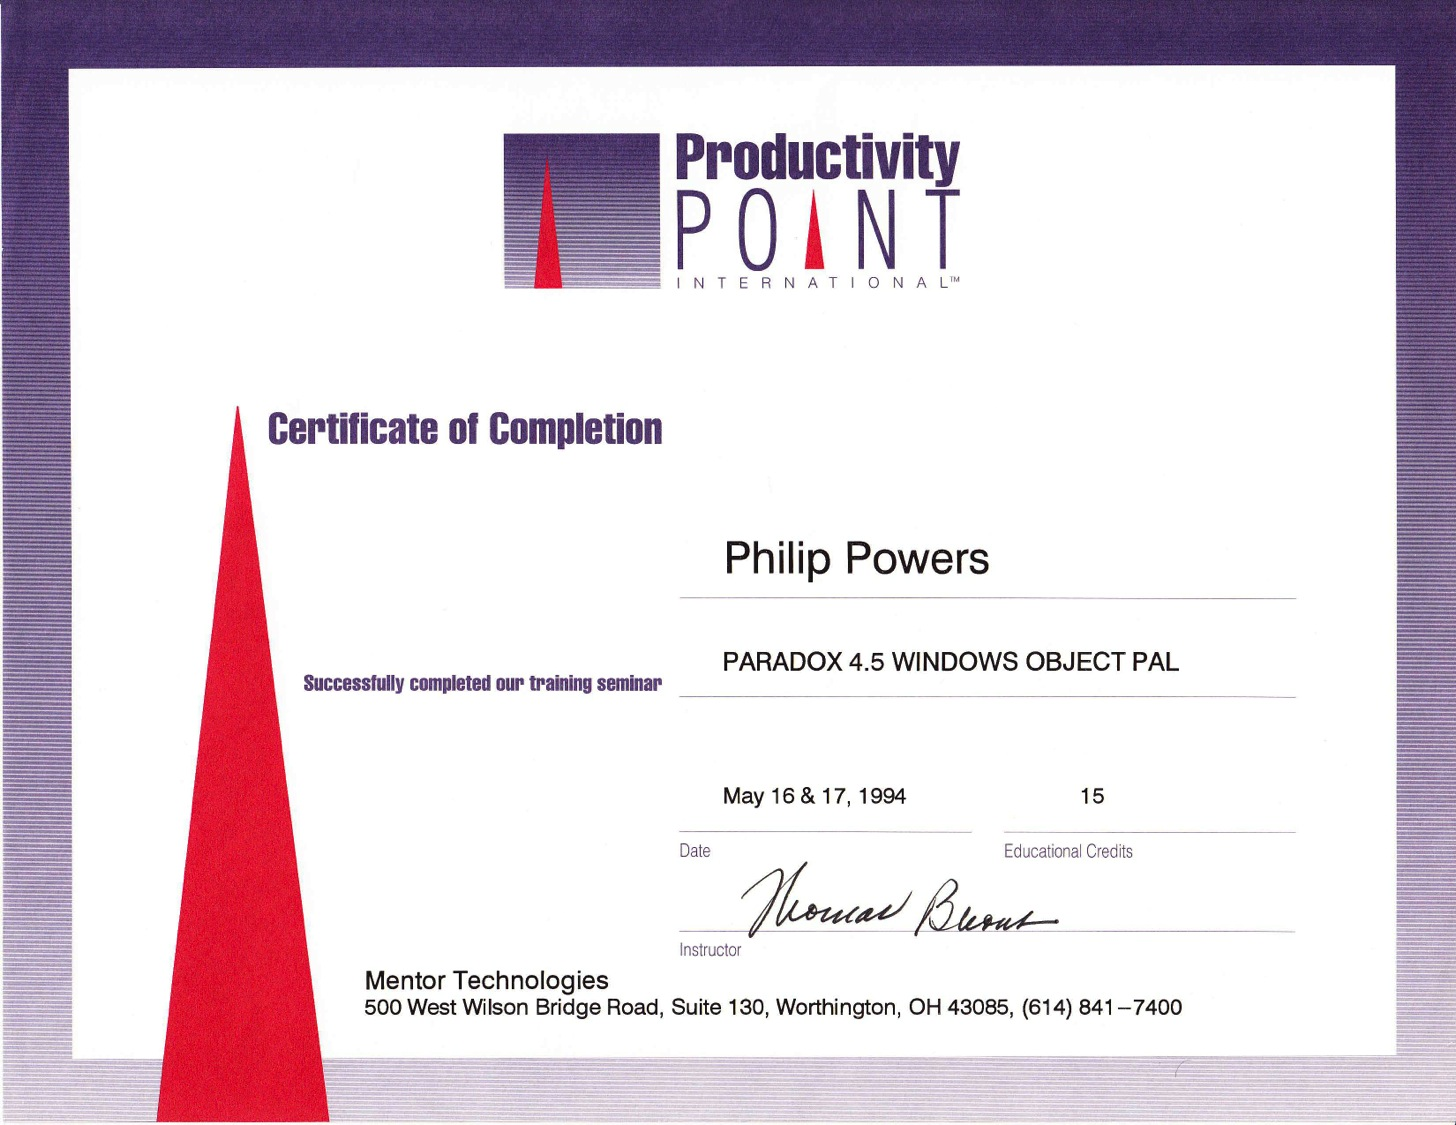 Productivity
POINT
INTERNATIONAL™
Certificate of Completion
Philip Powers
Successfully completed our training seminar
PARADOX 4.5 WINDOWS OBJECT PAL
May 16 & 17, 1994 15
Date Educational Credits
Thomas
Instructor
Mentor Technologies
500 West Wilson Bridge Road, Suite 130, Worthington, OH 43085, (614) 841–7400